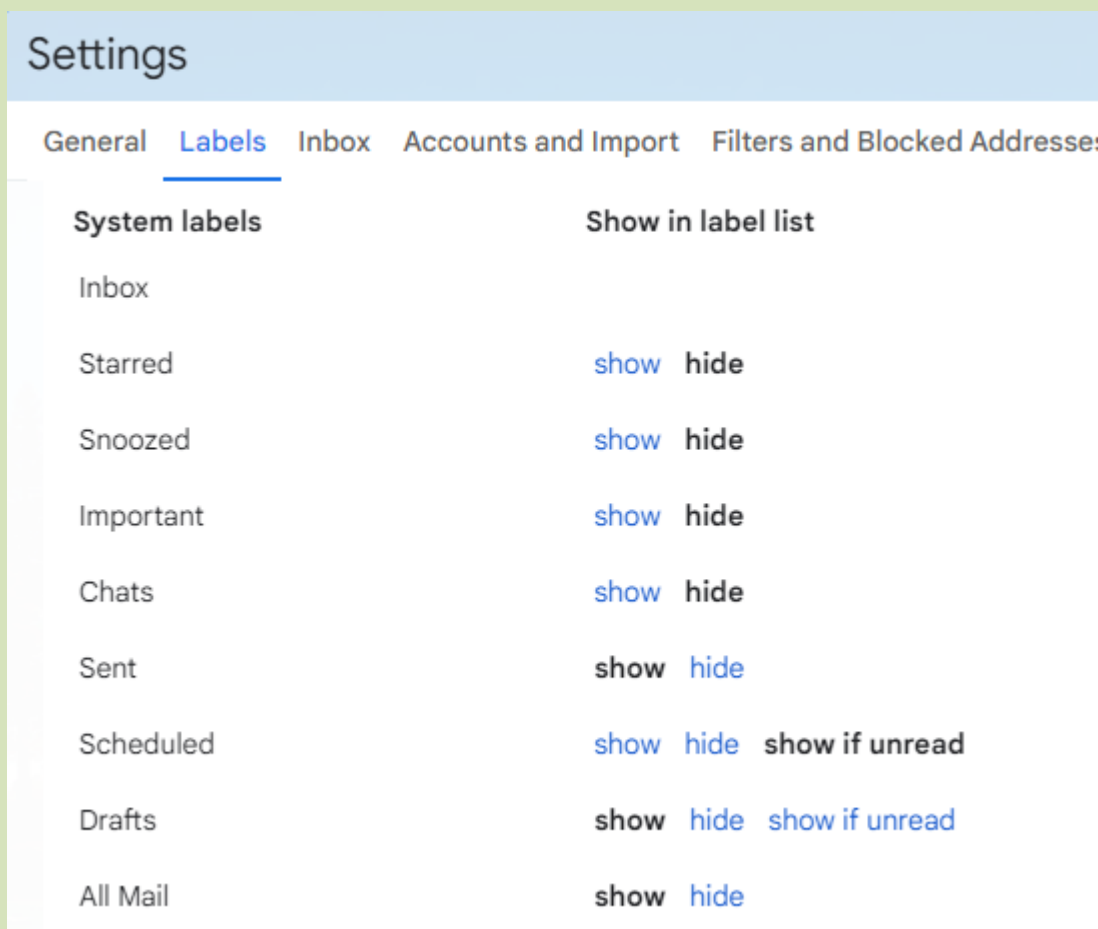 Settings
General Labels Inbox Accounts and Import Filters and Blocked Addresses
System labels Show in label list
Inbox
Starred show hide
Snoozed show hide
Important show hide
Chats show hide
Sent show hide
Scheduled show hide show if unread
Drafts show hide show if unread
All Mail show hide